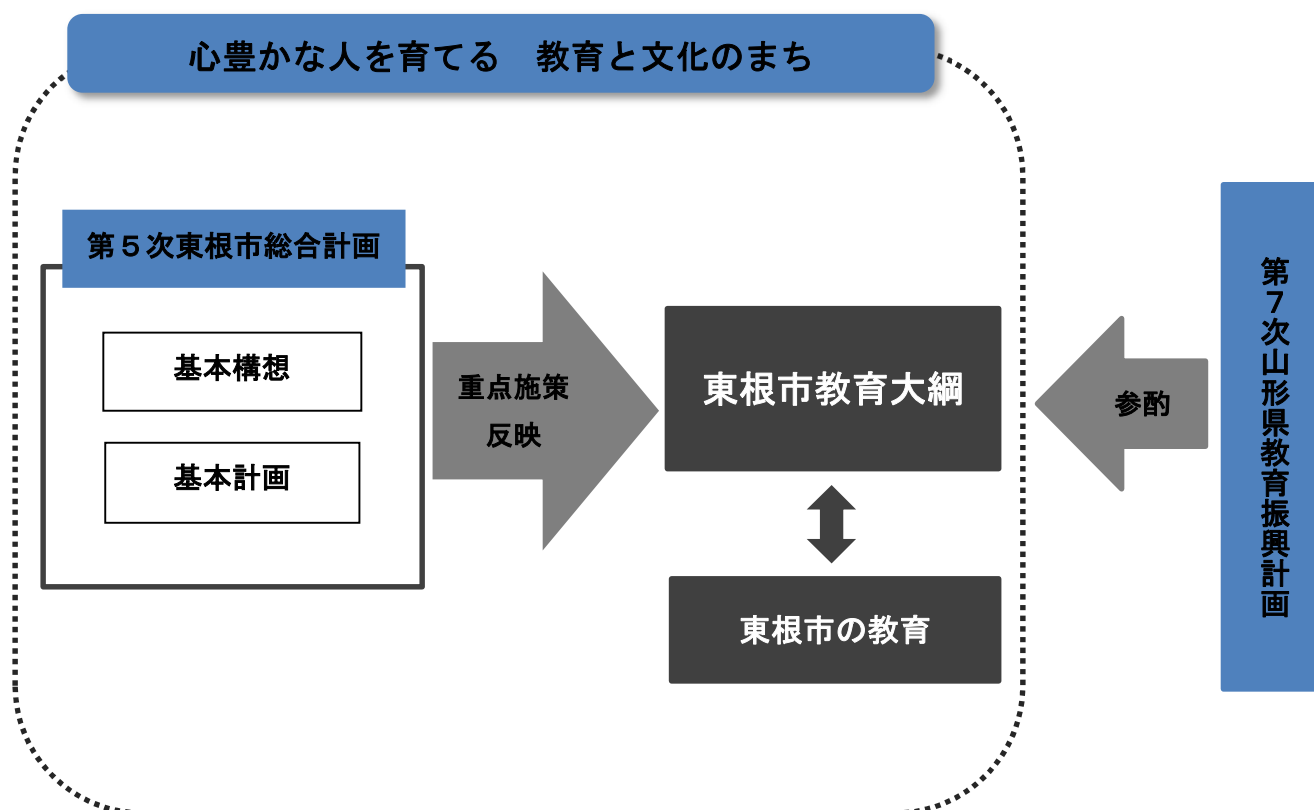 心豊かな人を育てる　教育と文化のまち
第５次東根市総合計画
基本構想
基本計画
重点施策
反映
東根市教育大綱
東根市の教育
参酌
第７次山形県教育振興計画